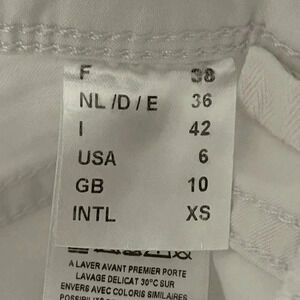 F 38
NL/D/E 36
I 42
USA 6
GB 10
INTL XS
A LAVER AVANT PREMIER PORTE
LAVAGE DELICAT 30°C SUR
ENVERS AVEC COLORIS SIMILAIRES